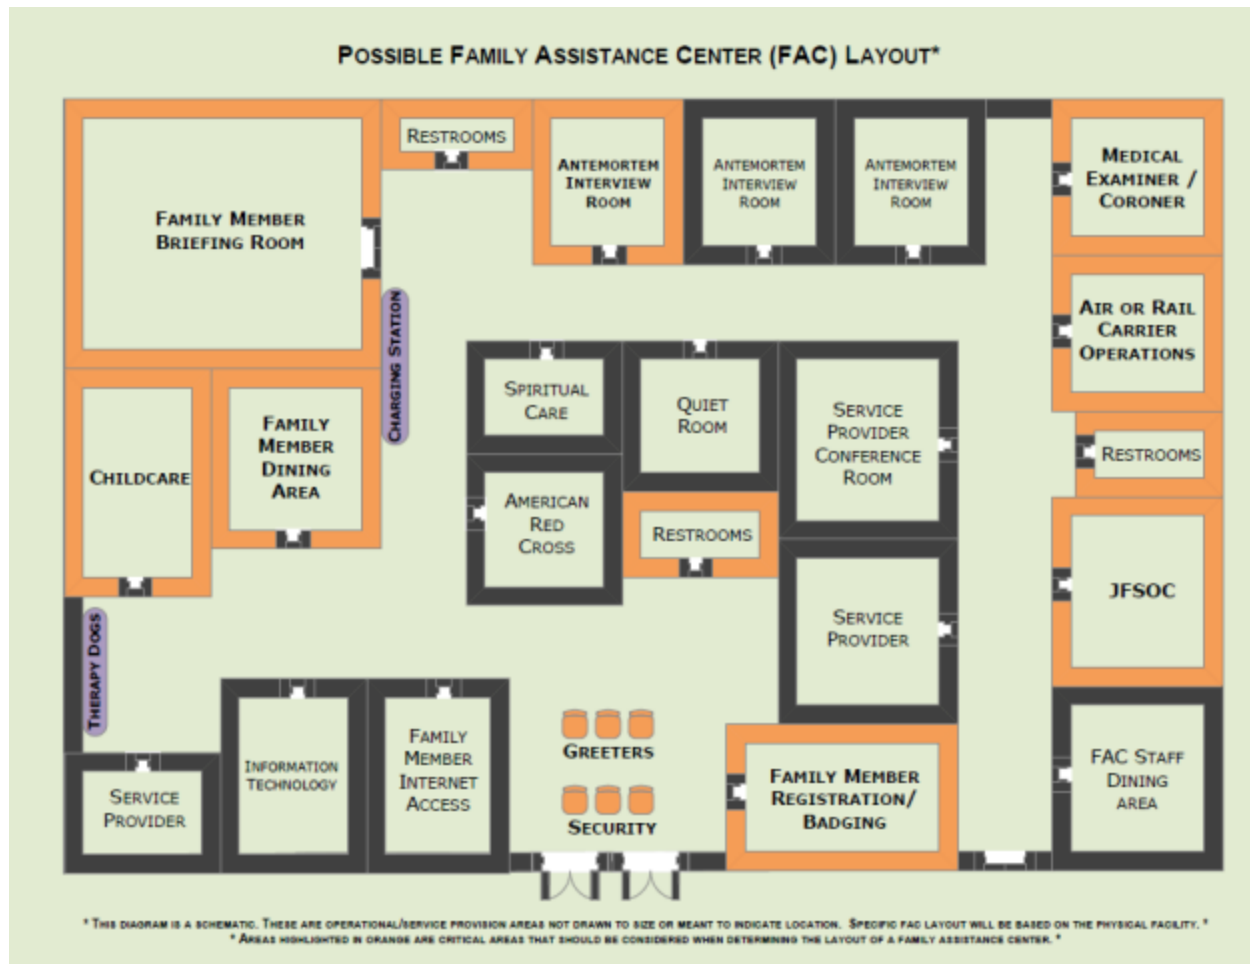 POSSIBLE FAMILY ASSISTANCE CENTER (FAC) LAYOUT*
RESTROOMS
FAMILY MEMBER
BRIEFING ROOM
ANTEMORTEM
INTERVIEW
ROOM
ANTEMORTEM
INTERVIEW
ROOM
ANTEMORTEM
INTERVIEW
ROOM
MEDICAL
EXAMINER /
CORONER
AIR OR RAIL
CARRIER
OPERATIONS
CHARGING STATION
SPIRITUAL
CARE
QUIET
ROOM
SERVICE
PROVIDER
CONFERENCE
ROOM
RESTROOMS
CHILDCARE
FAMILY
MEMBER
DINING
AREA
AMERICAN
RED
CROSS
RESTROOMS
SERVICE
PROVIDER
JFSOC
THERAPY DOGS
SERVICE
PROVIDER
INFORMATION
TECHNOLOGY
FAMILY
MEMBER
INTERNET
ACCESS
GREETERS
SECURITY
FAMILY MEMBER
REGISTRATION/
BADGING
FAC STAFF
DINING
AREA
* THIS DIAGRAM IS A SCHEMATIC. THESE ARE OPERATIONAL/SERVICE PROVISION AREAS NOT DRAWN TO SIZE OR MEANT TO INDICATE LOCATION. SPECIFIC FAC LAYOUT WILL BE BASED ON THE PHYSICAL FACILITY. *
* AREAS HIGHLIGHTED IN ORANGE ARE CRITICAL AREAS THAT SHOULD BE CONSIDERED WHEN DETERMINING THE LAYOUT OF A FAMILY ASSISTANCE CENTER. *